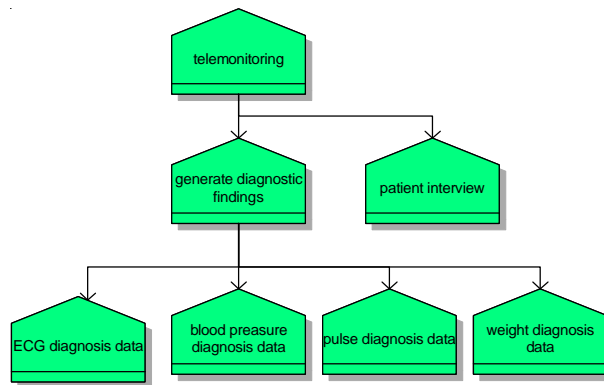 telemonitoring
generate diagnostic
findings
patient interview
ECG diagnosis data
blood preasure
diagnosis data
pulse diagnosis data
weight diagnosis
data